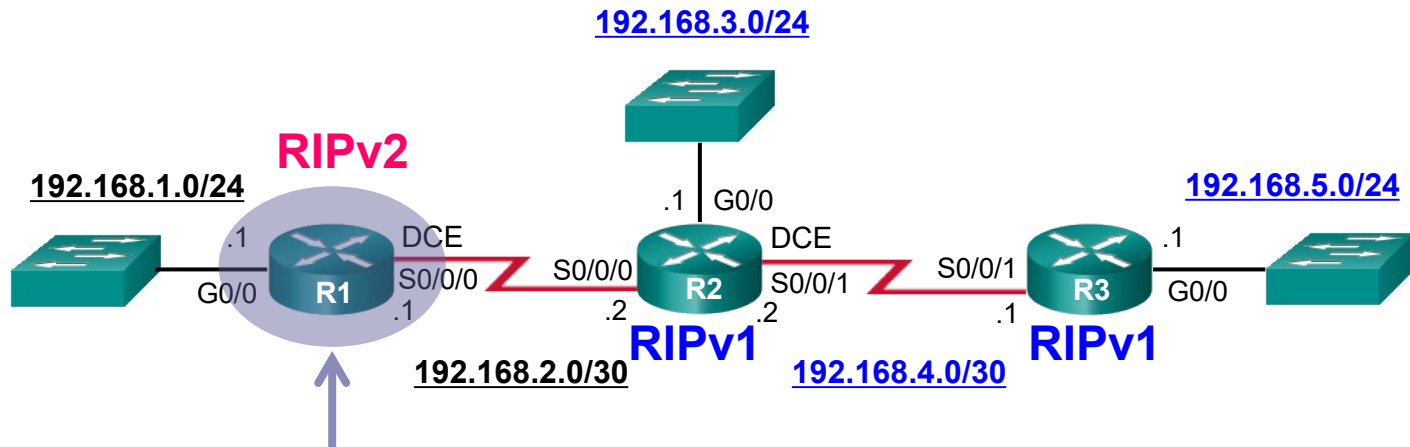 192.168.3.0/24
RIPv2
192.168.1.0/24
192.168.5.0/24
.1 G0/0
.1
DCE
DCE
.1
G0/0
R1
S0/0/0
S0/0/0
R2
S0/0/1
S0/0/1
R3
G0/0
.1
.2
.2
.1
RIPv1
RIPv1
192.168.2.0/30
192.168.4.0/30